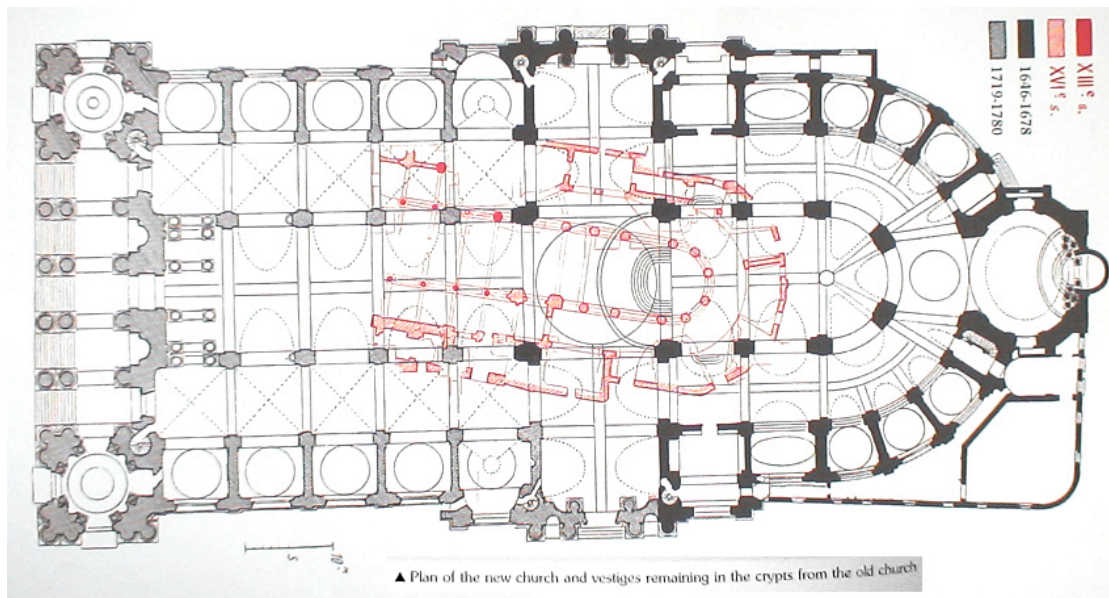 XIIIe s.
XVIe s.
1646-1678
1719-1780
5 10m
▲ Plan of the new church and vestiges remaining in the crypts from the old church